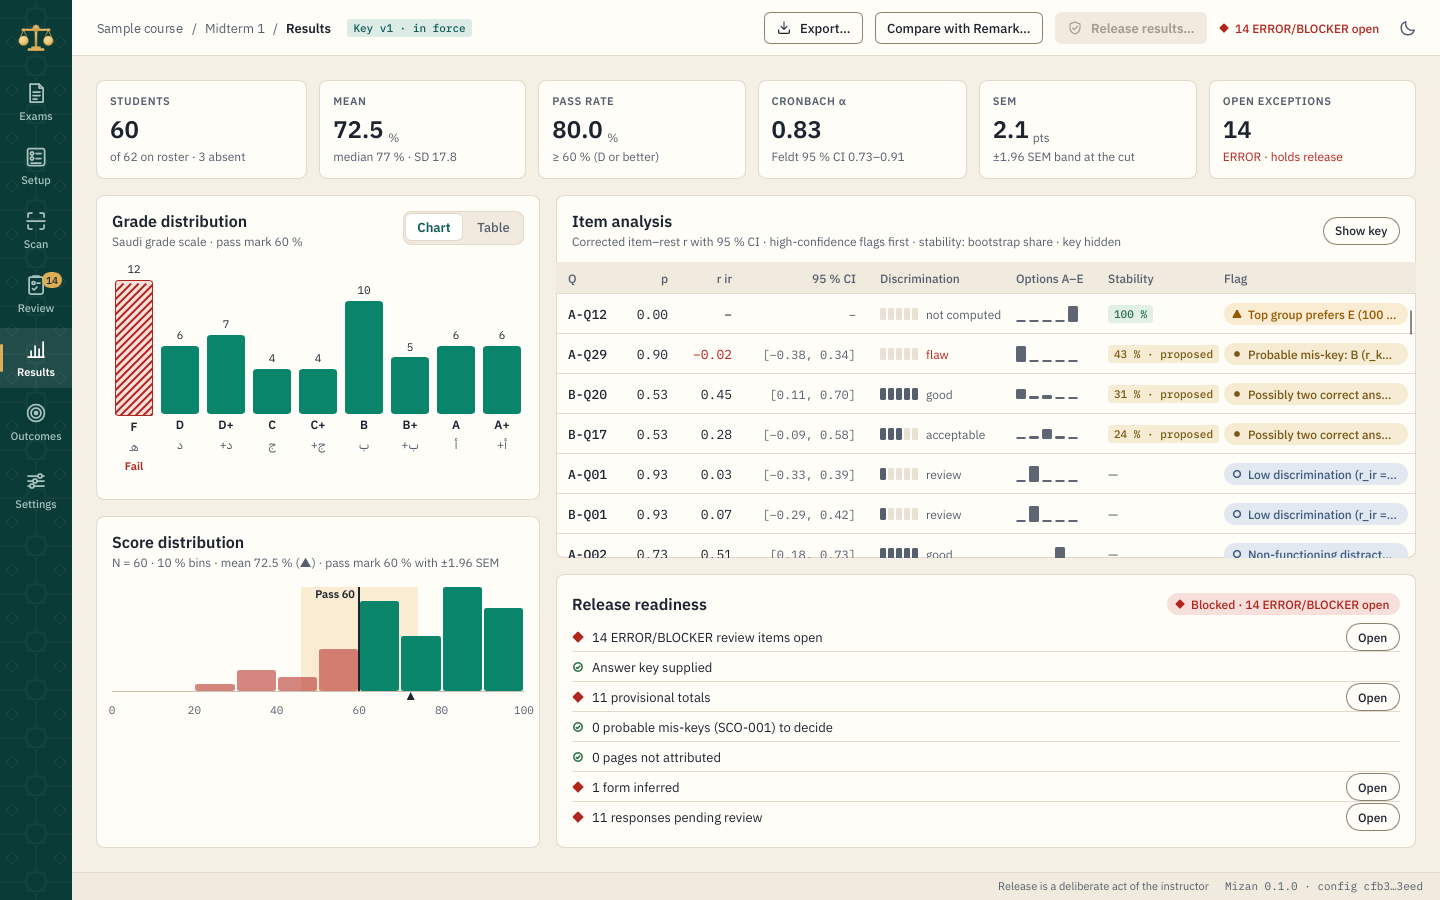 Sample course / Midterm 1 / Results Key v1 · in force
Export… Compare with Remark… Release results… 14 ERROR/BLOCKER open
Exams
Setup
Scan
14
Review
Results
Outcomes
Settings
STUDENTS
60
of 62 on roster · 3 absent
MEAN
72.5 %
median 77 % · SD 17.8
PASS RATE
80.0 %
≥ 60 % (D or better)
CRONBACH α
0.83
Feldt 95 % CI 0.73–0.91
SEM
2.1 pts
±1.96 SEM band at the cut
OPEN EXCEPTIONS
14
ERROR · holds release
Grade distribution
Saudi grade scale · pass mark 60 %
Chart Table
12 6 7 4 4 10 5 6 6
F D D+ C C+ B B+ A A+
هـ د د+ ج ج+ ب ب+ أ أ+
Fail
Score distribution
N = 60 · 10 % bins · mean 72.5 % (▲) · pass mark 60 % with ±1.96 SEM
Pass 60
0 20 40 60 80 100
Item analysis
Corrected item–rest r with 95 % CI · high-confidence flags first · stability: bootstrap share · key hidden
Show key
Q p r ir 95 % CI Discrimination Options A–E Stability Flag
A-Q12 0.00 – – not computed 100 % Top group prefers E (100 …
A-Q29 0.90 −0.02 [−0.38, 0.34] flaw 43 % · proposed Probable mis-key: B (r_k…
B-Q20 0.53 0.45 [0.11, 0.70] good 31 % · proposed Possibly two correct ans…
B-Q17 0.53 0.28 [−0.09, 0.58] acceptable 24 % · proposed Possibly two correct ans…
A-Q01 0.93 0.03 [−0.33, 0.39] review — Low discrimination (r_ir =…
B-Q01 0.93 0.07 [−0.29, 0.42] review — Low discrimination (r_ir =…
A-Q02 0.73 0.51 [0.18, 0.73] good — Non-functioning distract…
Release readiness
Blocked · 14 ERROR/BLOCKER open
14 ERROR/BLOCKER review items open Open
Answer key supplied
11 provisional totals Open
0 probable mis-keys (SCO-001) to decide
0 pages not attributed
1 form inferred Open
11 responses pending review Open
Release is a deliberate act of the instructor Mizan 0.1.0 · config cfb3…3eed